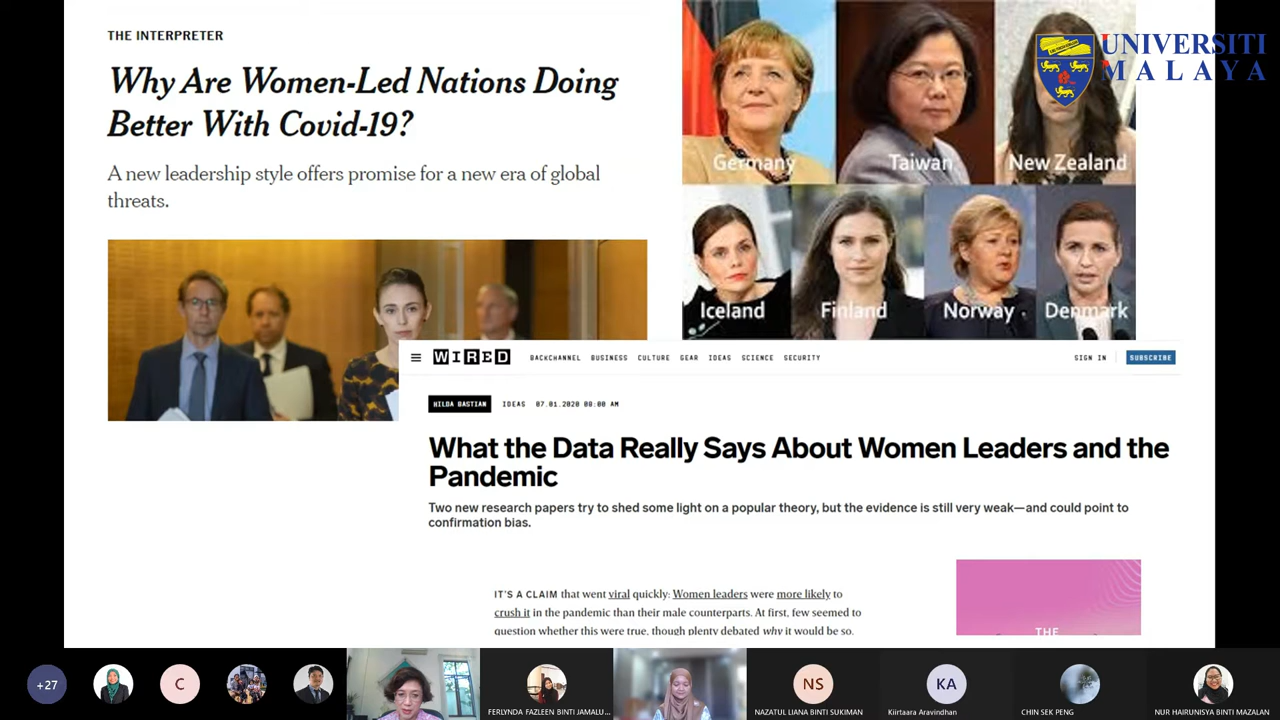 THE INTERPRETER
Why Are Women-Led Nations Doing
Better With Covid-19?
A new leadership style offers promise for a new era of global
threats.
UNIVERSITI
MALAYA
Germany
Taiwan
New Zealand
Iceland
Finland
Norway
Denmark
WIRED
BACKCHANNEL BUSINESS CULTURE GEAR IDEAS SCIENCE SECURITY
SIGN IN
SUBSCRIBE
HILDA BASTIAN IDEAS 07.01.2020 08:00 AM
What the Data Really Says About Women Leaders and the
Pandemic
Two new research papers try to shed some light on a popular theory, but the evidence is still very weak—and could point to
confirmation bias.
IT'S A CLAIM that went viral quickly: Women leaders were more likely to
crush it in the pandemic than their male counterparts. At first, few seemed to
question whether this were true, though plenty debated why it would be so.
THE
+27
C
FERLYNDA FAZLEEN BINTI JAMALU...
NS
NAZATUL LIANA BINTI SUKIMAN
KA
Kiirtaara Aravindhan
CHIN SEK PENG
NUR HAIRUNISYA BINTI MAZALAN